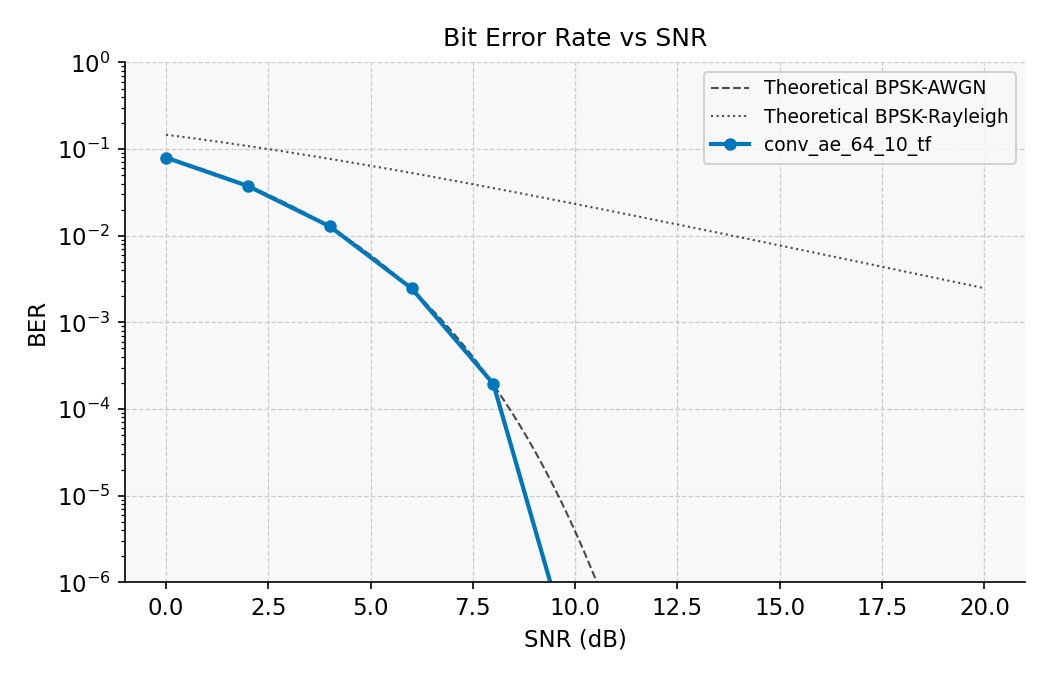 Bit Error Rate vs SNR
Theoretical BPSK-AWGN
Theoretical BPSK-Rayleigh
conv_ae_64_10_tf
BER
10⁰
10⁻¹
10⁻²
10⁻³
10⁻⁴
10⁻⁵
10⁻⁶
0.0 2.5 5.0 7.5 10.0 12.5 15.0 17.5 20.0
SNR (dB)